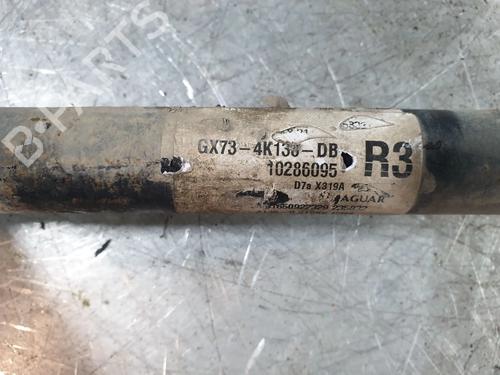 GX73-4K138-DB
10286095
R3
D7a X319A
JAGUAR
B-PARTS